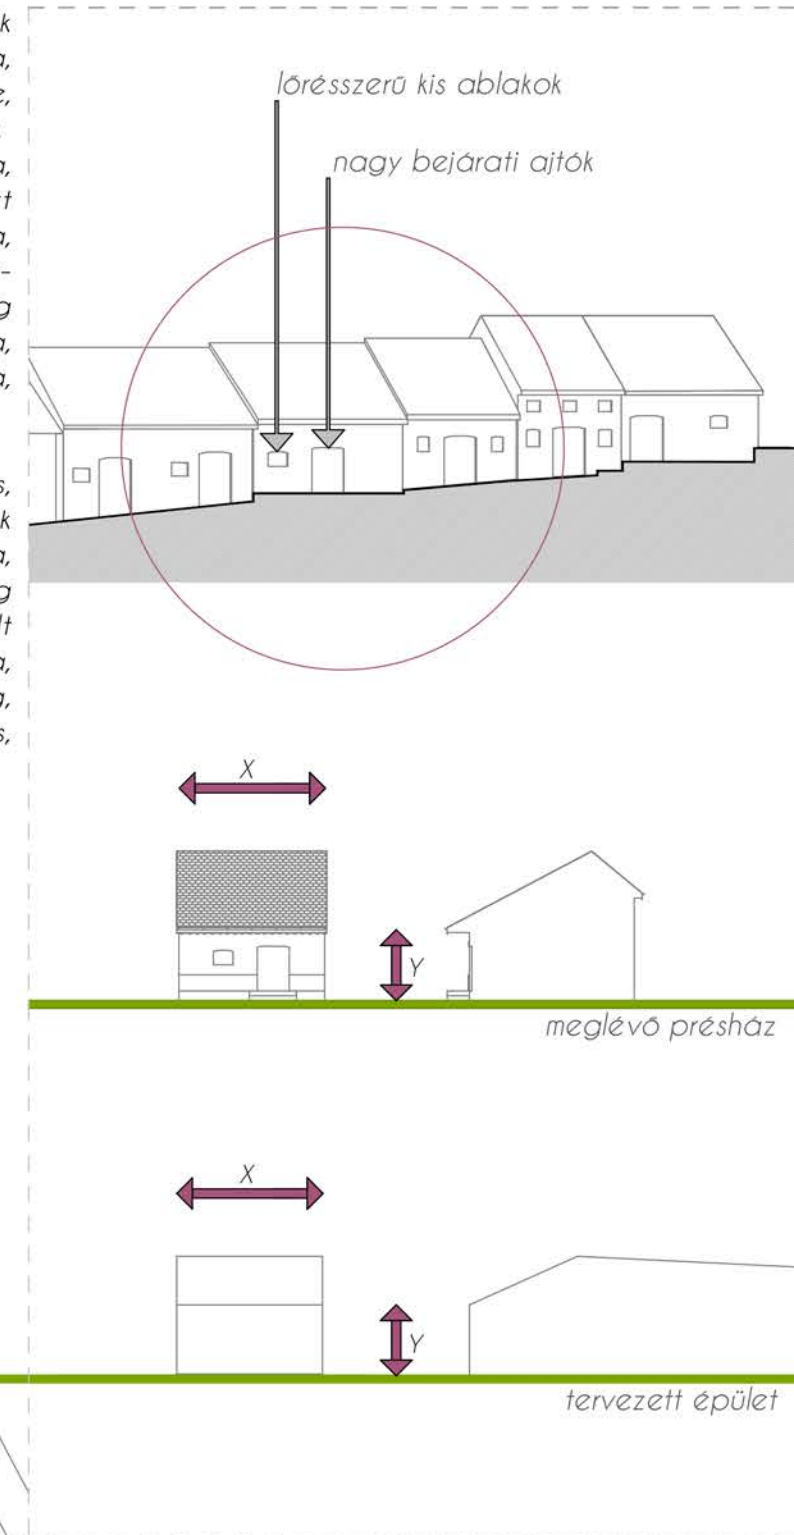 lőrésszerű kis ablakok
nagy bejárati ajtók
X
Y
meglévő présház
X
Y
tervezett épület